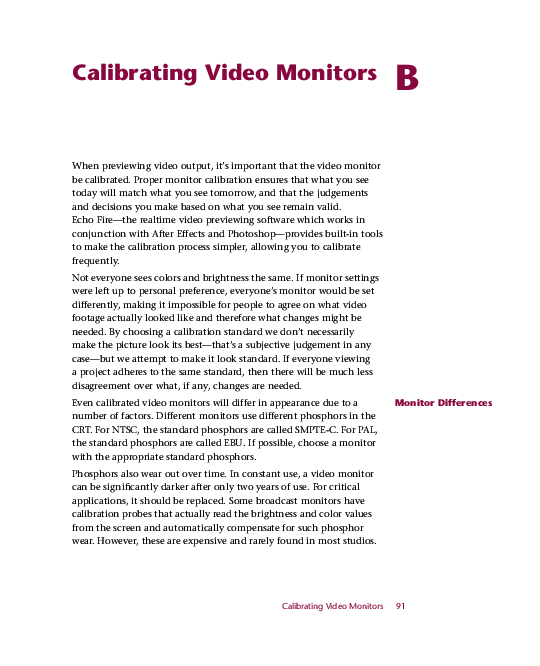 Calibrating Video Monitors B
When previewing video output, it's important that the video monitor
be calibrated. Proper monitor calibration ensures that what you see
today will match what you see tomorrow, and that the judgements
and decisions you make based on what you see remain valid.
Echo Fire—the realtime video previewing software which works in
conjunction with After Effects and Photoshop—provides built-in tools
to make the calibration process simpler, allowing you to calibrate
frequently.
Not everyone sees colors and brightness the same. If monitor settings
were left up to personal preference, everyone's monitor would be set
differently, making it impossible for people to agree on what video
footage actually looked like and therefore what changes might be
needed. By choosing a calibration standard we don't necessarily
make the picture look its best—that's a subjective judgement in any
case—but we attempt to make it look standard. If everyone viewing
a project adheres to the same standard, then there will be much less
disagreement over what, if any, changes are needed.
Monitor Differences
Even calibrated video monitors will differ in appearance due to a
number of factors. Different monitors use different phosphors in the
CRT. For NTSC, the standard phosphors are called SMPTE-C. For PAL,
the standard phosphors are called EBU. If possible, choose a monitor
with the appropriate standard phosphors.
Phosphors also wear out over time. In constant use, a video monitor
can be significantly darker after only two years of use. For critical
applications, it should be replaced. Some broadcast monitors have
calibration probes that actually read the brightness and color values
from the screen and automatically compensate for such phosphor
wear. However, these are expensive and rarely found in most studios.
Calibrating Video Monitors 91